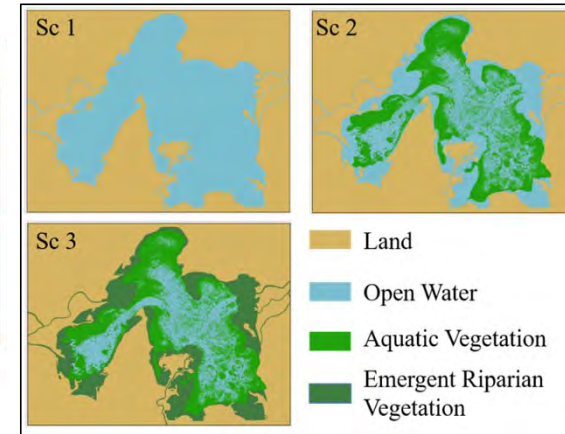 Sc 1
Sc 2
Sc 3
Land
Open Water
Aquatic Vegetation
Emergent Riparian
Vegetation